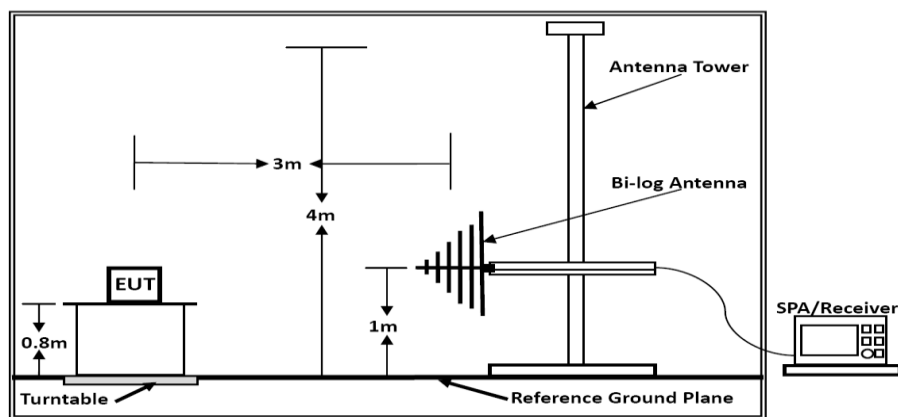 Antenna Tower
3m
Bi-log Antenna
4m
EUT
SPA/Receiver
0.8m
1m
Turntable
Reference Ground Plane